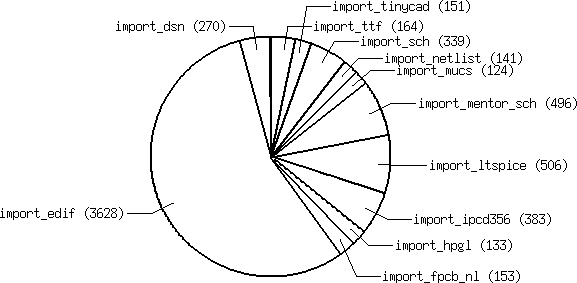 import_tinycad (151)
import_dsn (270)
import_ttf (164)
import_sch (339)
import_netlist (141)
import_mucs (124)
import_mentor_sch (496)
import_ltspice (506)
import_edif (3628)
import_ipcd356 (383)
import_hpgl (133)
import_fpcb_nl (153)